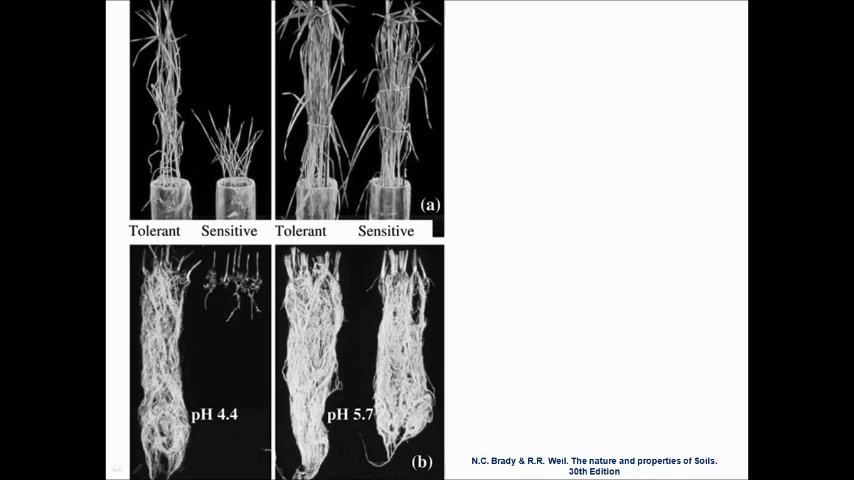 (a)
Tolerant Sensitive Tolerant Sensitive
pH 4.4 pH 5.7
(b)
N.C. Brady & R.R. Weil. The nature and properties of Soils.
30th Edition